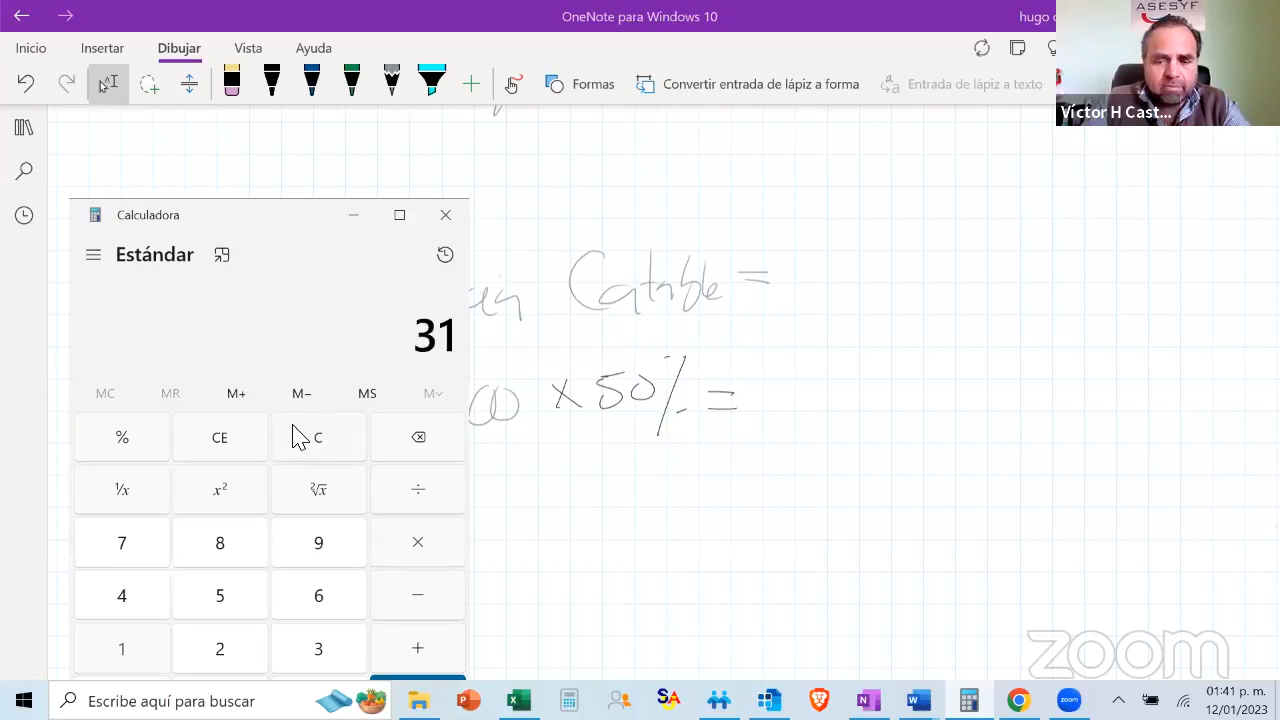 OneNote para Windows 10
hugo
ASESYF
Inicio Insertar Dibujar Vista Ayuda
Formas Convertir entrada de lápiz a forma Entrada de lápiz a texto
Víctor H Cast...
Calculadora
Estándar
31
MC MR M+ M− MS M
% CE C
¹/x x² ²√x ÷
7 8 9 ×
4 5 6 −
1 2 3 +
Catable =
00 x 50% =
zoom
Escribe aquí para buscar
01:01 p. m.
12/01/2023